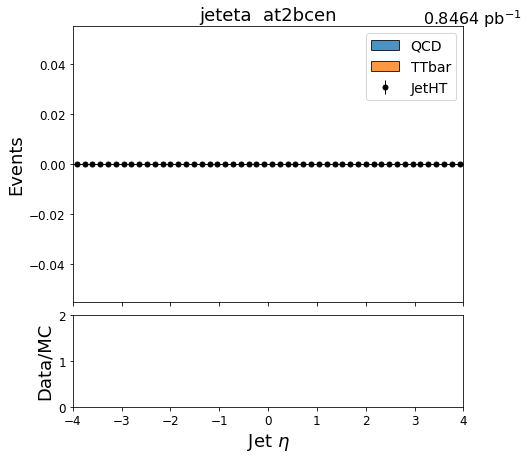 jeteta  at2bcen
0.8464 pb⁻¹
QCD
TTbar
JetHT
Events
0.04
0.02
0.00
−0.02
−0.04
Data/MC
2
1
0
−4 −3 −2 −1 0 1 2 3 4
Jet η